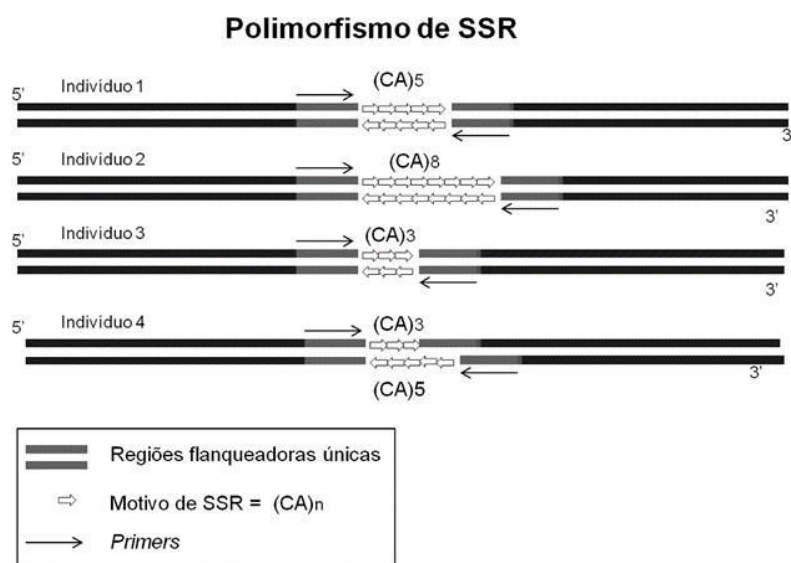 Polimorfismo de SSR
Indivíduo 1
(CA)5
5'
3
Indivíduo 2
(CA)8
5'
3'
Indivíduo 3
(CA)3
5'
3'
Indivíduo 4
(CA)3
5'
3'
(CA)5
Regiões flanqueadoras únicas
Motivo de SSR = (CA)n
Primers